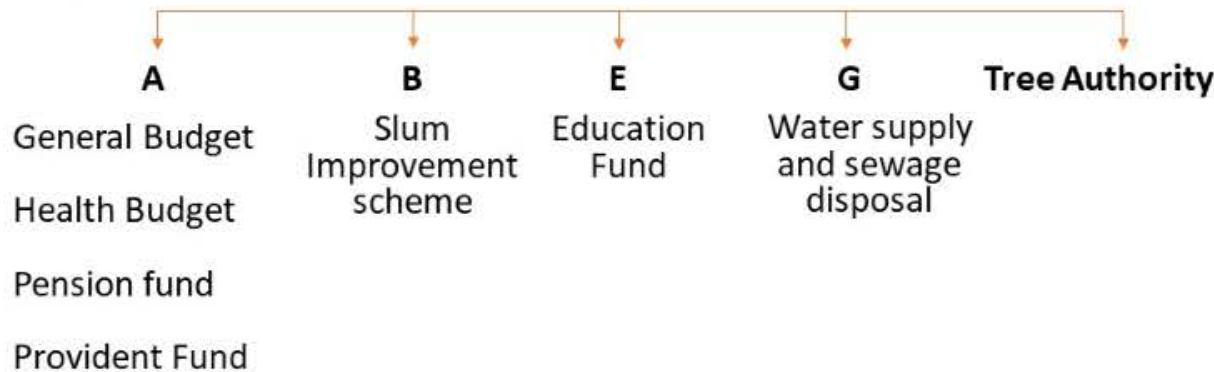 A
General Budget
Health Budget
Pension fund
Provident Fund
B
Slum
Improvement
scheme
E
Education
Fund
G
Water supply
and sewage
disposal
Tree Authority